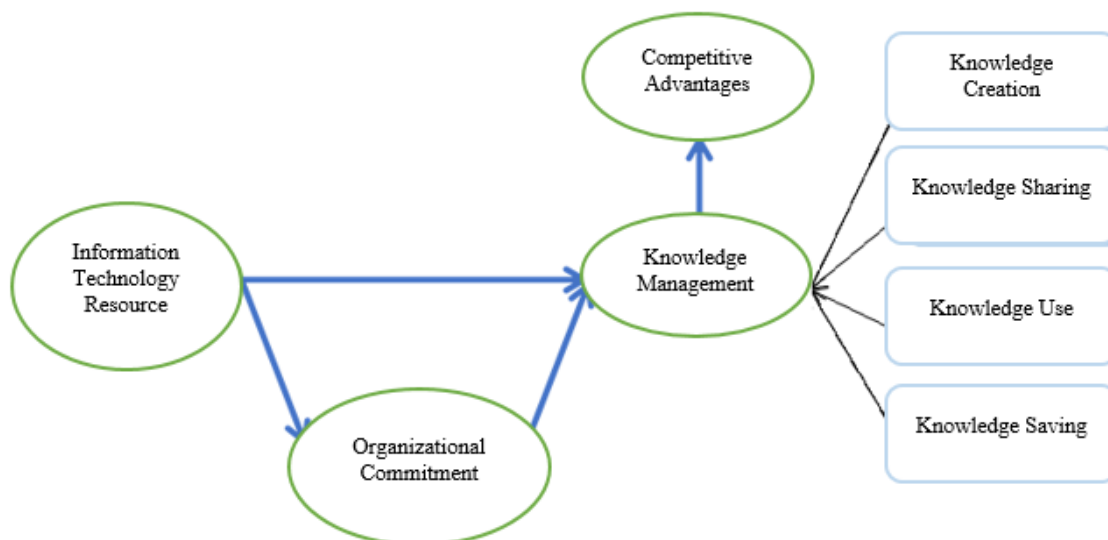 Competitive
Advantages
Knowledge
Creation
Knowledge Sharing
Information
Technology
Resource
Knowledge
Management
Knowledge Use
Organizational
Commitment
Knowledge Saving